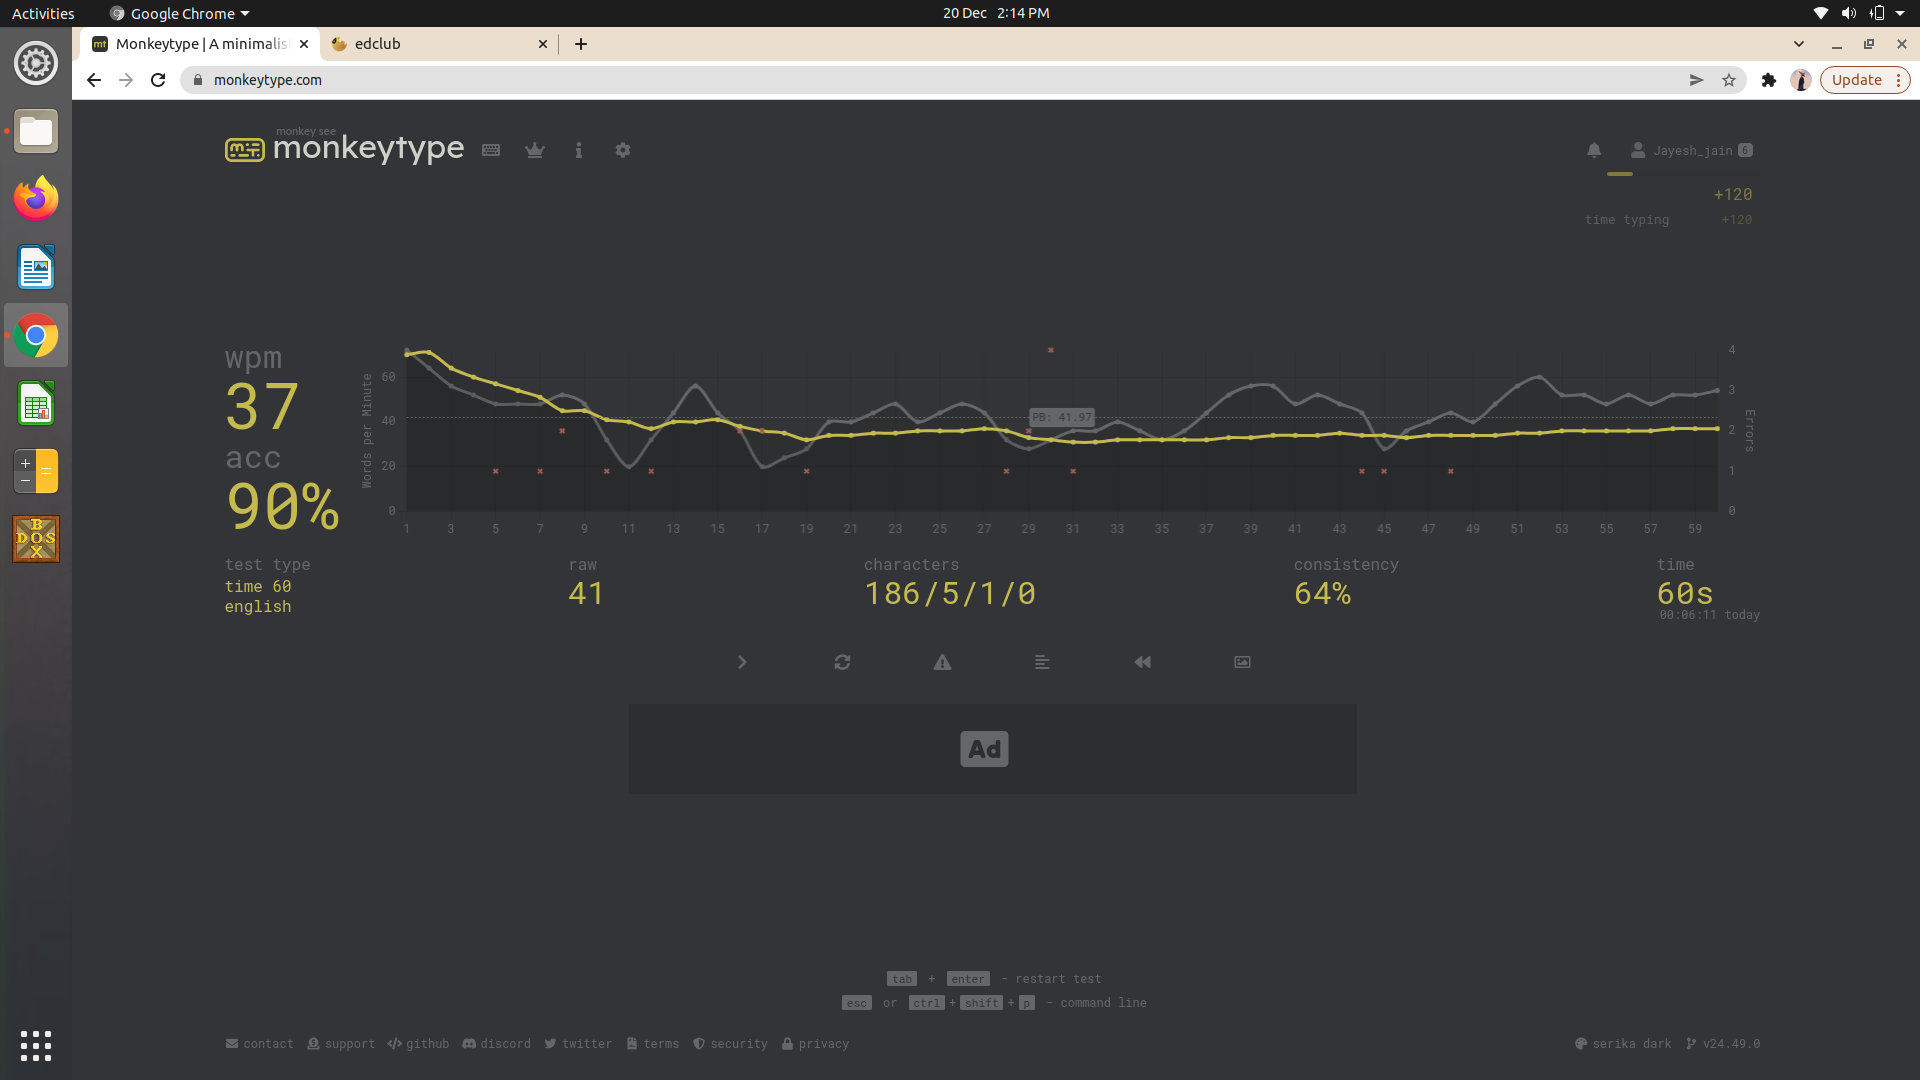 Activities Google Chrome 20 Dec 2:14 PM
Monkeytype | A minimalis edclub
monkeytype.com Update
monkey see
monkeytype
Jayesh_jain 6
+120
time typing +120
wpm
37
acc
90%
Words per Minute
60
40
20
0
PB: 41.97
4
3
2
1
0
Errors
1 3 5 7 9 11 13 15 17 19 21 23 25 27 29 31 33 35 37 39 41 43 45 47 49 51 53 55 57 59
test type
time 60
english
raw
41
characters
186/5/1/0
consistency
64%
time
60s
00:06:11 today
Ad
tab + enter - restart test
esc or ctrl + shift + p - command line
contact support github discord twitter terms security privacy
serika dark v24.49.0
BOX
DOS